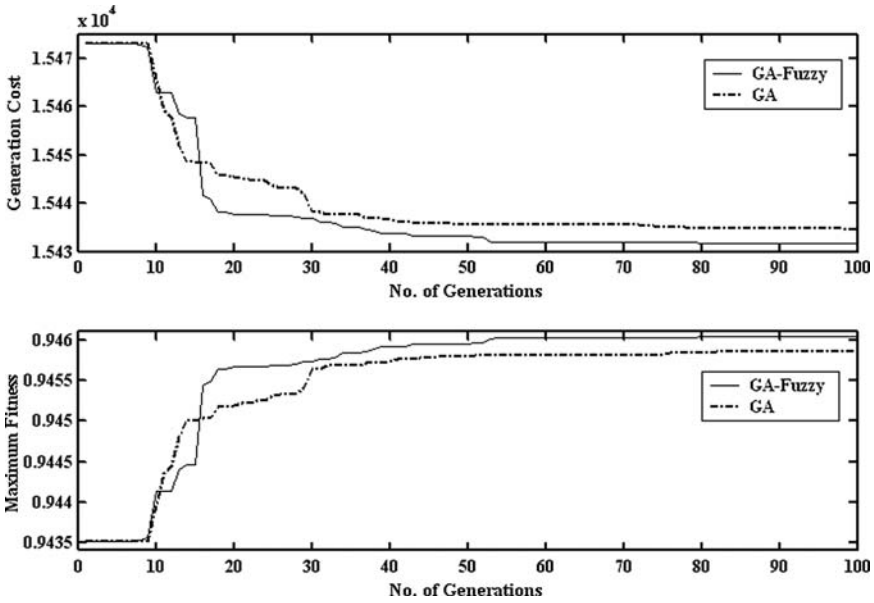 x 10⁴
1.547
1.546
1.545
1.544
1.543
Generation Cost
GA-Fuzzy
GA
0 10 20 30 40 50 60 70 80 90 100
No. of Generations
0.946
0.9455
0.945
0.9445
0.944
0.9435
Maximum Fitness
GA-Fuzzy
GA
0 10 20 30 40 50 60 70 80 90 100
No. of Generations